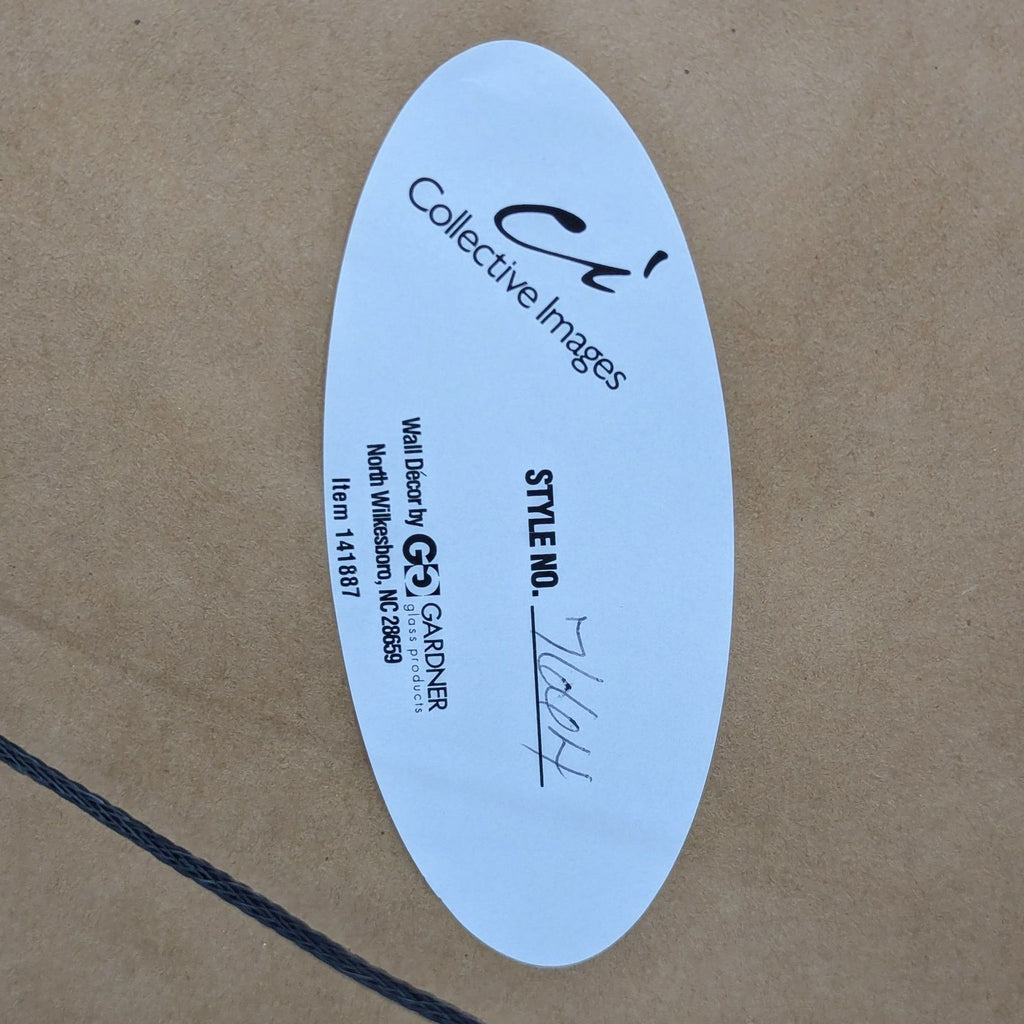 Ci
Collective Images
STYLE NO.
Wall Décor by GARDNER
glass products
North Wilkesboro, NC 28659
Item 141887